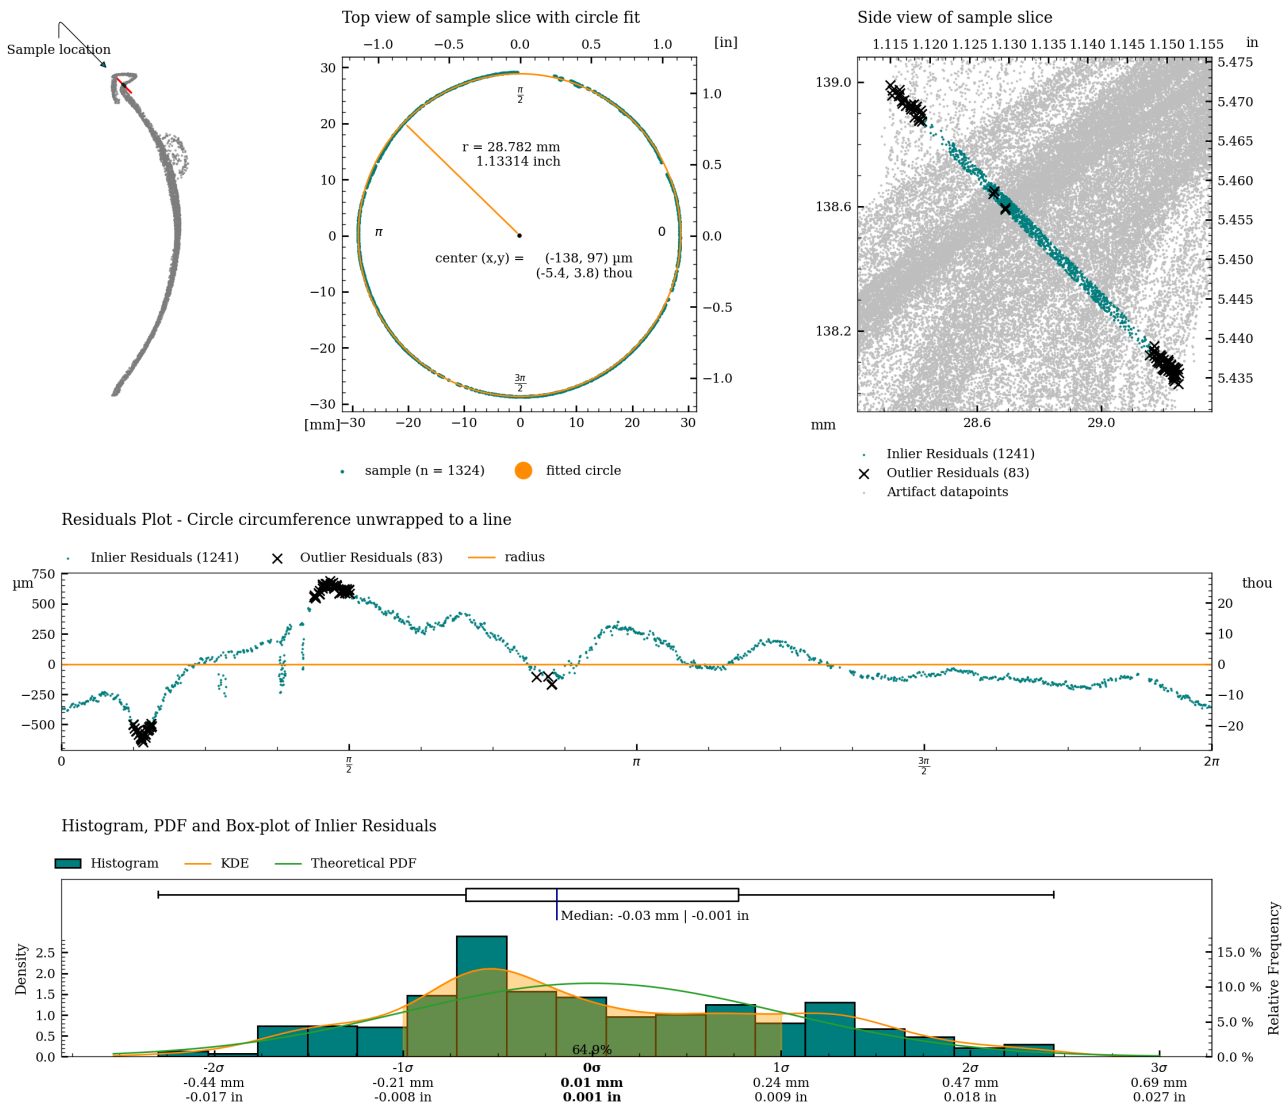 Top view of sample slice with circle fit
Side view of sample slice
Sample location
−1.0 −0.5 0.0 0.5 1.0 [in]
1.115 1.120 1.125 1.130 1.135 1.140 1.145 1.150 1.155 in
30
20
10
0
−10
−20
−30
1.0
0.5
0.0
−0.5
−1.0
π/2
r = 28.782 mm
1.13314 inch
π
0
center (x,y) = (-138, 97) µm
(-5.4, 3.8) thou
3π/2
[mm] −30 −20 −10 0 10 20 30
139.0
138.6
138.2
5.475
5.470
5.465
5.460
5.455
5.450
5.445
5.440
5.435
mm 28.6 29.0
sample (n = 1324) fitted circle
Inlier Residuals (1241)
Outlier Residuals (83)
Artifact datapoints
Residuals Plot - Circle circumference unwrapped to a line
Inlier Residuals (1241) Outlier Residuals (83) radius
µm
750
500
250
0
−250
−500
thou
20
10
0
−10
−20
0 π/2 π 3π/2 2π
Histogram, PDF and Box-plot of Inlier Residuals
Histogram KDE Theoretical PDF
Median: -0.03 mm | -0.001 in
Density
2.5
2.0
1.5
1.0
0.5
0.0
15.0 %
10.0 %
5.0 %
0.0 %
Relative Frequency
64.9%
-2σ -1σ 0σ 1σ 2σ 3σ
-0.44 mm -0.21 mm 0.01 mm 0.24 mm 0.47 mm 0.69 mm
-0.017 in -0.008 in 0.001 in 0.009 in 0.018 in 0.027 in